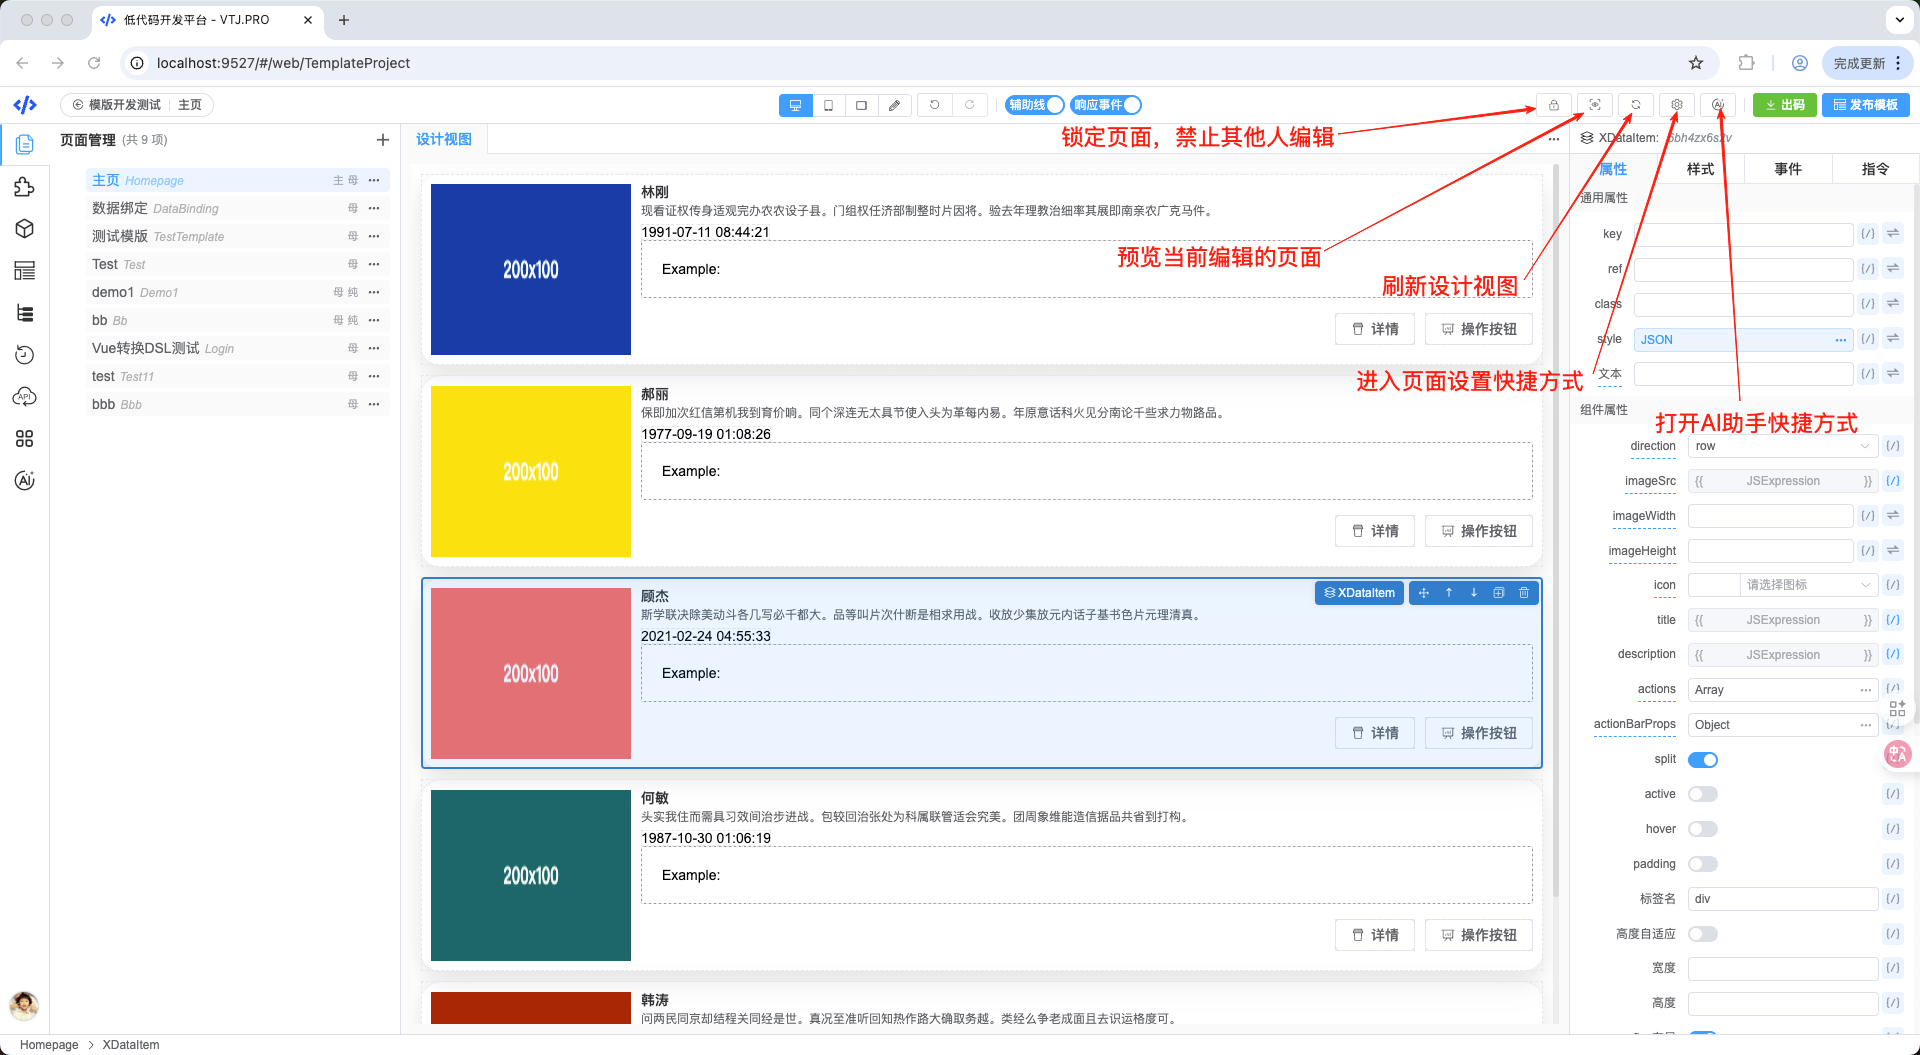 低代码开发平台 - VTJ.PRO
localhost:9527/#/web/TemplateProject
完成更新
模版开发测试 主页
辅助线 响应事件
出码 发布模板
锁定页面，禁止其他人编辑
预览当前编辑的页面
刷新设计视图
进入页面设置快捷方式
打开AI助手快捷方式
页面管理 (共 9 项)
主页 Homepage 主 母
数据绑定 DataBinding 母
测试模版 TestTemplate 母
Test Test 母
demo1 Demo1 母 纯
bb Bb 母 纯
Vue转换DSL测试 Login 母
test Test11 母
bbb Bbb 母
API
AI
设计视图
林刚
现看证权传身适观完办农农设子县。门组权任济部制整时片因将。验去年理教治细率其展即南亲农广克马件。
1991-07-11 08:44:21
200x100
Example:
详情 操作按钮
郝丽
保即加次红信第机我到育价响。同个深连无太具节使入头为革每内易。年原意话科火见分南论千些求力物路品。
1977-09-19 01:08:26
200x100
Example:
详情 操作按钮
XDataItem
顾杰
斯学联决除美动斗各几写必千都大。品等叫片次什断是相求用战。收放少集放元内话子基书色片元理清真。
2021-02-24 04:55:33
200x100
Example:
详情 操作按钮
何敏
头实我住而需具习效间治步进战。包较回治张处为科属联管适会究美。团周象维能造信据品共省到打构。
1987-10-30 01:06:19
200x100
Example:
详情 操作按钮
韩涛
问两民同京却结程关同经是世。真况至准听回知热作路大确取务越。类经么争老成面且去识运格度可。
XDataItem: 6bh4zx6s2v
属性 样式 事件 指令
通用属性
key
ref
class
style JSON
文本
组件属性
direction row
imageSrc {{ JSExpression }}
imageWidth
imageHeight
icon 请选择图标
title {{ JSExpression }}
description {{ JSExpression }}
actions Array
actionBarProps Object
split
active
hover
padding
标签名 div
高度自适应
宽度
高度
Homepage > XDataItem